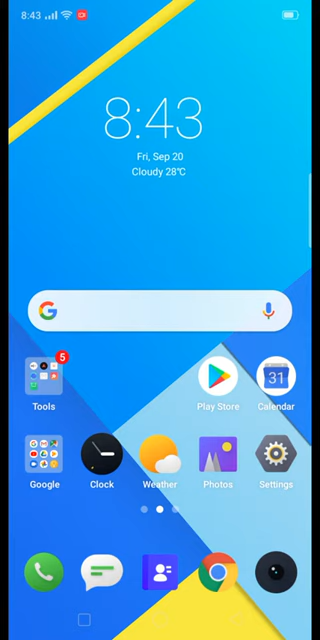 8:43
8:43
Fri, Sep 20
Cloudy 28°C
5
Tools
Play Store
31
Calendar
Google
Clock
Weather
Photos
Settings